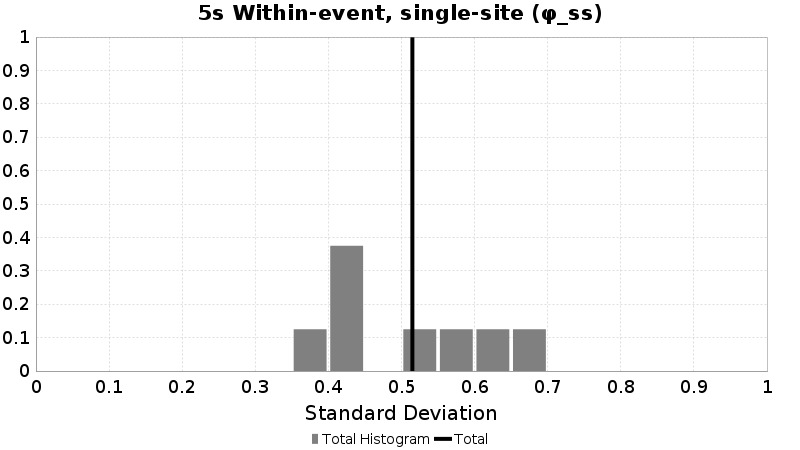 5s Within-event, single-site (φ_ss)
1
0.9
0.8
0.7
0.6
0.5
0.4
0.3
0.2
0.1
0
0 0.1 0.2 0.3 0.4 0.5 0.6 0.7 0.8 0.9 1
Standard Deviation
Total Histogram Total